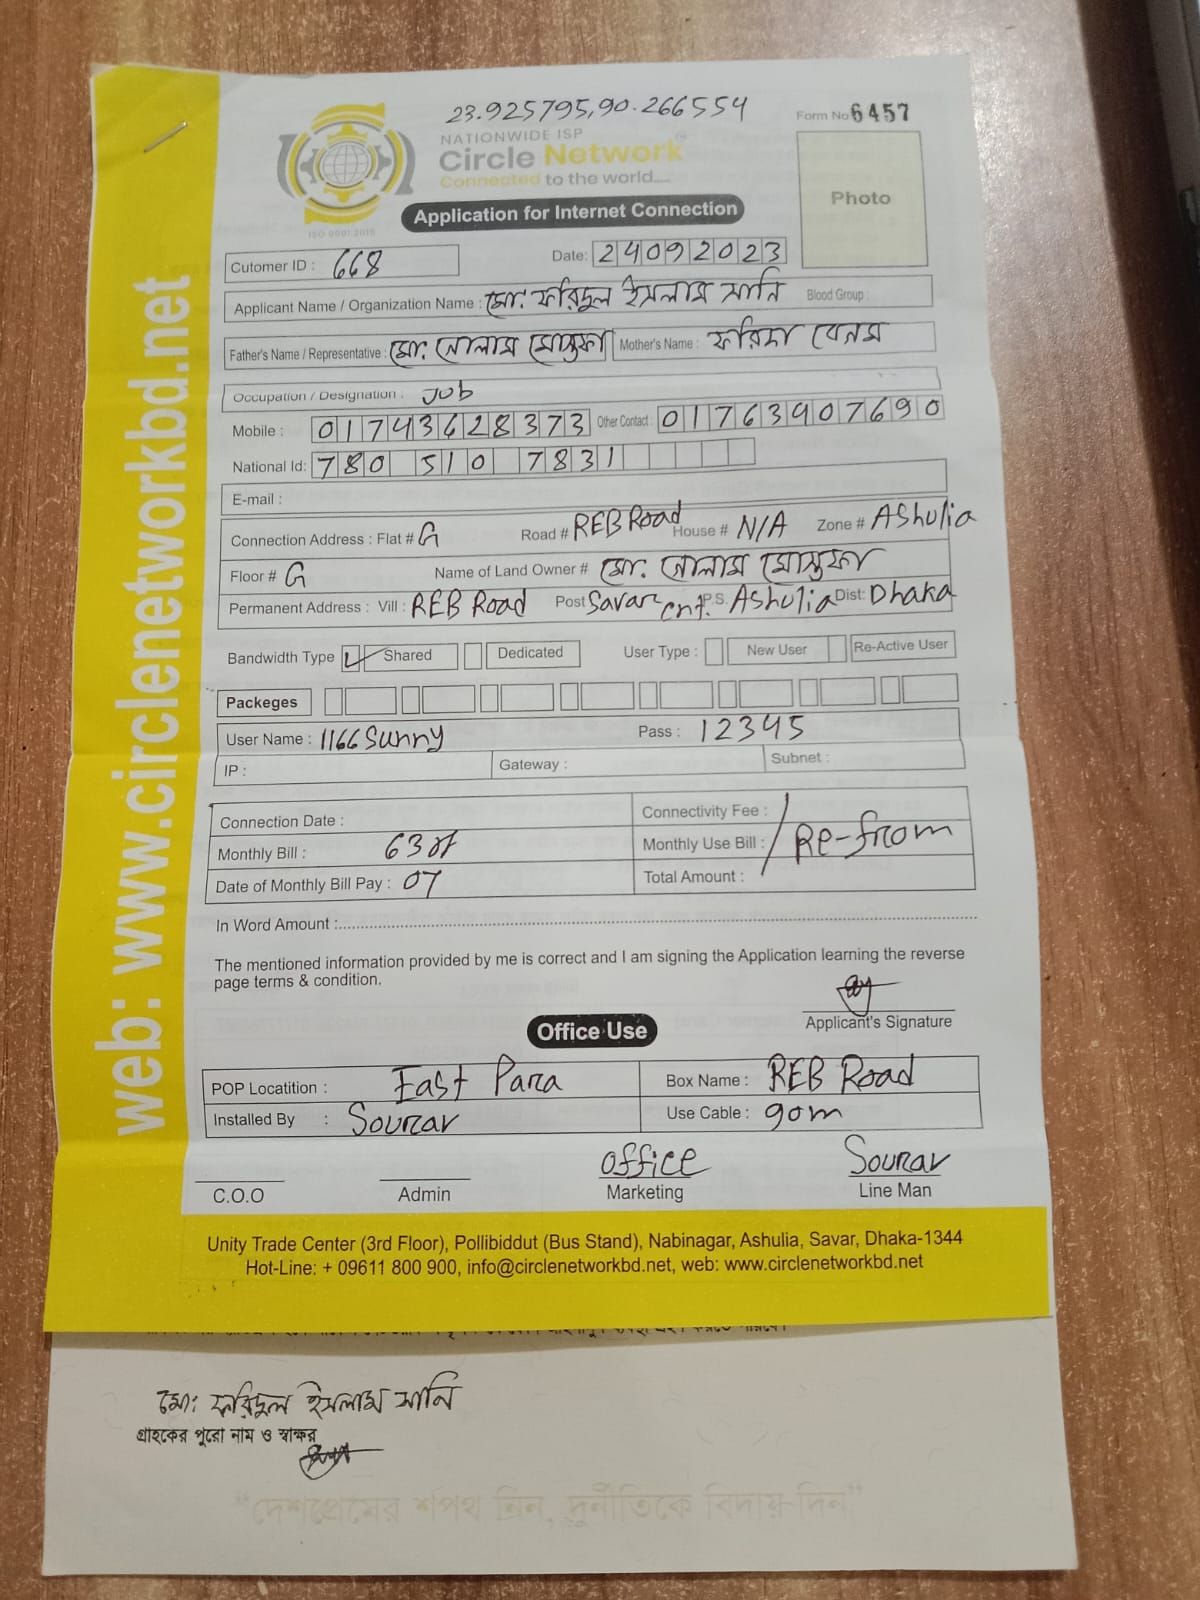 23.925795,90.266554
Form No 6457
NATIONWIDE ISP
Circle Network
Connected to the world....
ISO 9001:2015
Photo
Application for Internet Connection
Cutomer ID : 668 Date: 24092023
Applicant Name / Organization Name : মো: ফরিদুল ইসলাম সানি Blood Group :
Father's Name / Representative : মো. গোলাম মোস্তফা Mother's Name : ফরিদা বেগম
Occupation / Designation : Job
Mobile : 01743628373 Other Contact : 01763907690
National Id: 780 510 7831
E-mail :
Connection Address : Flat # G Road # REB Road House # N/A Zone # Ashulia
Floor # G Name of Land Owner # মো. গোলাম মোস্তফা
Permanent Address : Vill : REB Road Post Savar cnt. P.S. Ashulia Dist: Dhaka
Bandwidth Type Shared Dedicated User Type : New User Re-Active User
Packeges
User Name : 1166sunny Pass : 12345
IP : Gateway : Subnet :
Connection Date : Connectivity Fee :
Monthly Bill : 630/ Monthly Use Bill : Re-from
Date of Monthly Bill Pay : 07 Total Amount :
In Word Amount :
The mentioned information provided by me is correct and I am signing the Application learning the reverse
page terms & condition.
Applicant's Signature
Office Use
POP Locatition : East Para Box Name : REB Road
Installed By : Sourav Use Cable : 90m
Office Sourav
C.O.O Admin Marketing Line Man
Unity Trade Center (3rd Floor), Pollibiddut (Bus Stand), Nabinagar, Ashulia, Savar, Dhaka-1344
Hot-Line: + 09611 800 900, info@circlenetworkbd.net, web: www.circlenetworkbd.net
web: www.circlenetworkbd.net
মো: ফরিদুল ইসলাম সানি
গ্রাহকের পুরো নাম ও স্বাক্ষর
“দেশপ্রেমের শপথ নিন, দুর্নীতিকে বিদায় দিন”